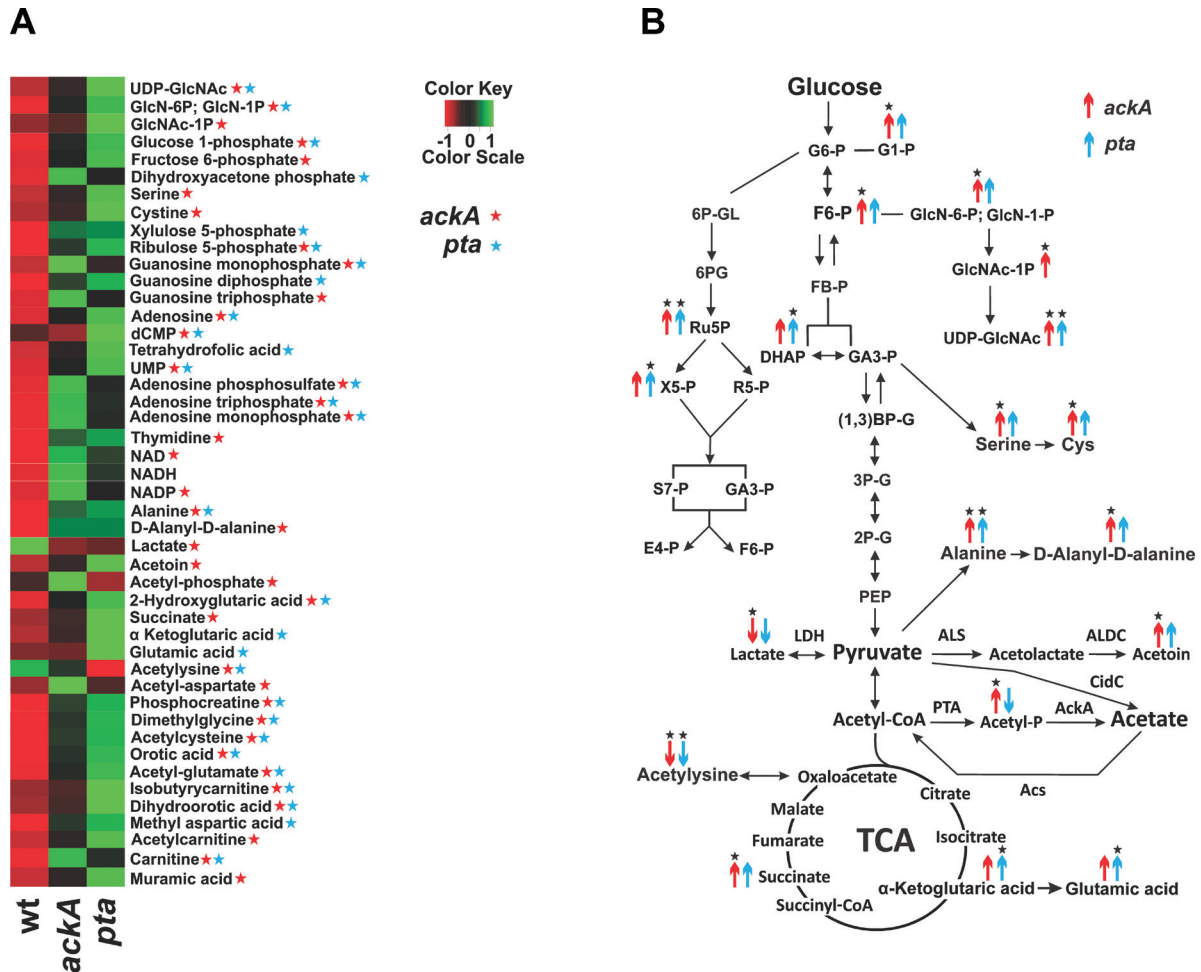 A
UDP-GlcNAc ★★
GlcN-6P; GlcN-1P ★★
GlcNAc-1P ★
Glucose 1-phosphate ★★
Fructose 6-phosphate ★
Dihydroxyacetone phosphate ★
Serine ★
Cystine ★
Xylulose 5-phosphate ★
Ribulose 5-phosphate ★★
Guanosine monophosphate ★★
Guanosine diphosphate ★
Guanosine triphosphate ★
Adenosine ★★
dCMP ★★
Tetrahydrofolic acid ★
UMP ★★
Adenosine phosphosulfate ★★
Adenosine triphosphate ★★
Adenosine monophosphate ★★
Thymidine ★
NAD ★
NADH
NADP ★
Alanine ★★
D-Alanyl-D-alanine ★
Lactate ★
Acetoin ★
Acetyl-phosphate ★
2-Hydroxyglutaric acid ★★
Succinate ★
α Ketoglutaric acid ★
Glutamic acid ★
Acetylysine ★★
Acetyl-aspartate ★
Phosphocreatine ★★
Dimethylglycine ★★
Acetylcysteine ★★
Orotic acid ★★
Acetyl-glutamate ★★
Isobutyrycarnitine ★★
Dihydroorotic acid ★★
Methyl aspartic acid ★
Acetylcarnitine ★
Carnitine ★★
Muramic acid ★
wt
ackA
pta
Color Key
-1 0 1
Color Scale
ackA ★
pta ★
B
Glucose
ackA
pta
G6-P
G1-P
6P-GL
F6-P
GlcN-6-P; GlcN-1-P
6PG
FB-P
GlcNAc-1P
Ru5P
UDP-GlcNAc
DHAP
GA3-P
X5-P
R5-P
(1,3)BP-G
Serine
Cys
3P-G
S7-P
GA3-P
2P-G
E4-P
F6-P
Alanine
D-Alanyl-D-alanine
PEP
LDH
ALS
ALDC
Lactate
Pyruvate
Acetolactate
Acetoin
CidC
PTA
AckA
Acetyl-CoA
Acetyl-P
Acetate
Acetylysine
Oxaloacetate
Citrate
Acs
Malate
Fumarate
TCA
Isocitrate
Succinate
α-Ketoglutaric acid
Glutamic acid
Succinyl-CoA